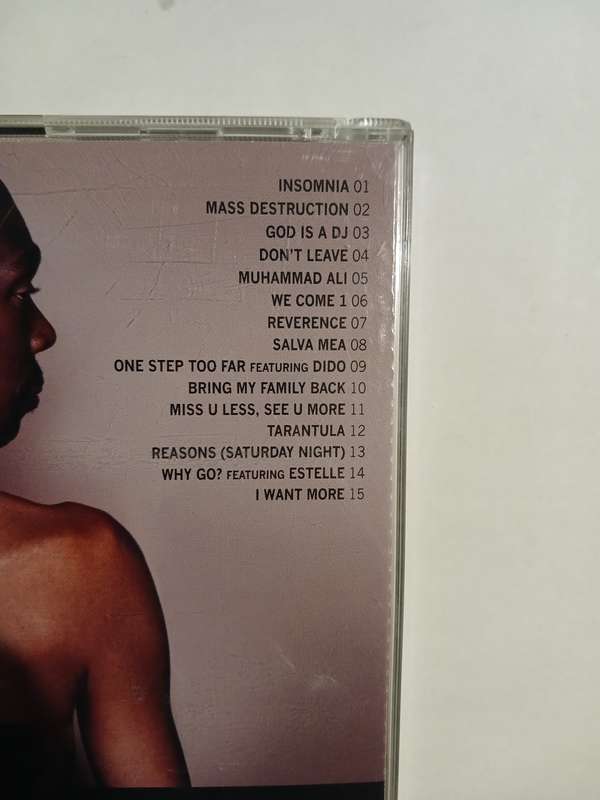 INSOMNIA 01
MASS DESTRUCTION 02
GOD IS A DJ 03
DON'T LEAVE 04
MUHAMMAD ALI 05
WE COME 1 06
REVERENCE 07
SALVA MEA 08
ONE STEP TOO FAR FEATURING DIDO 09
BRING MY FAMILY BACK 10
MISS U LESS, SEE U MORE 11
TARANTULA 12
REASONS (SATURDAY NIGHT) 13
WHY GO? FEATURING ESTELLE 14
I WANT MORE 15